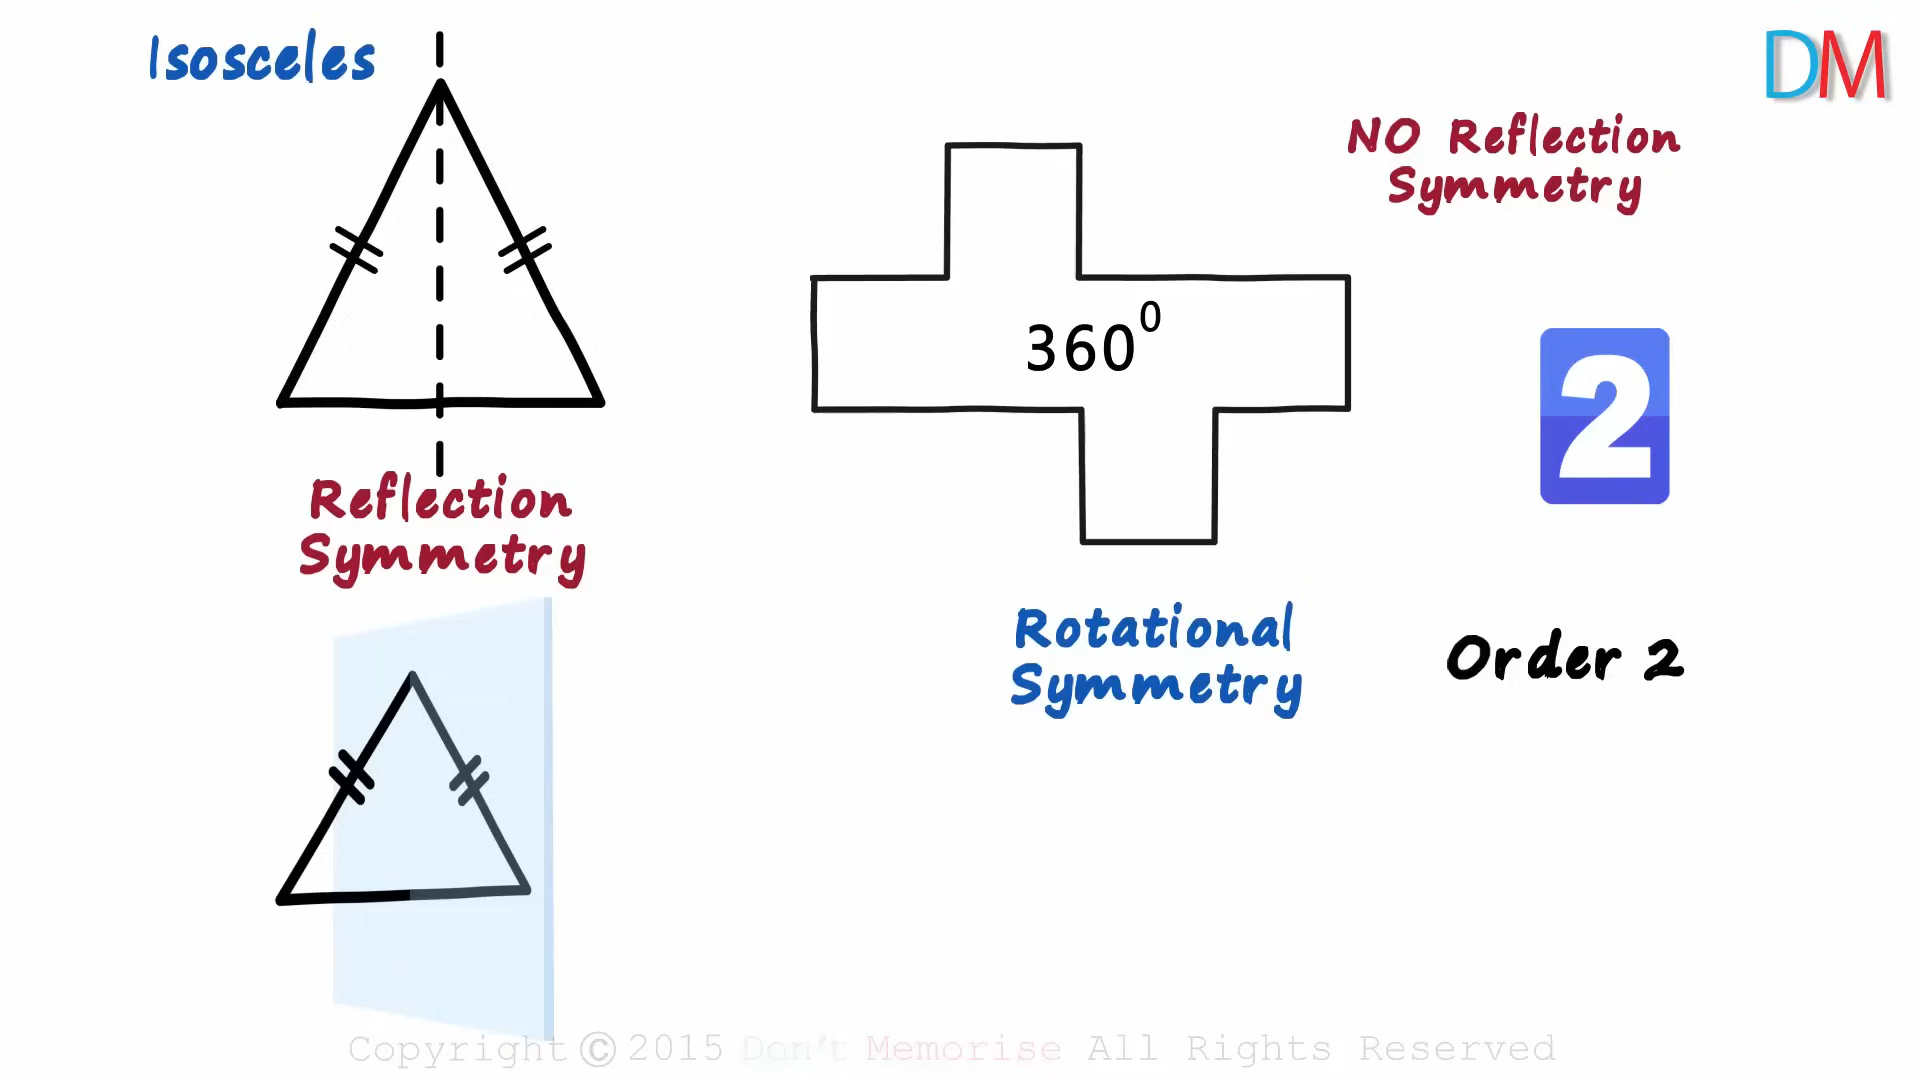 Isosceles
DM
NO Reflection
Symmetry
360⁰
2
Reflection
Symmetry
Rotational
Symmetry
Order 2
Copyright © 2015 Don't Memorise All Rights Reserved